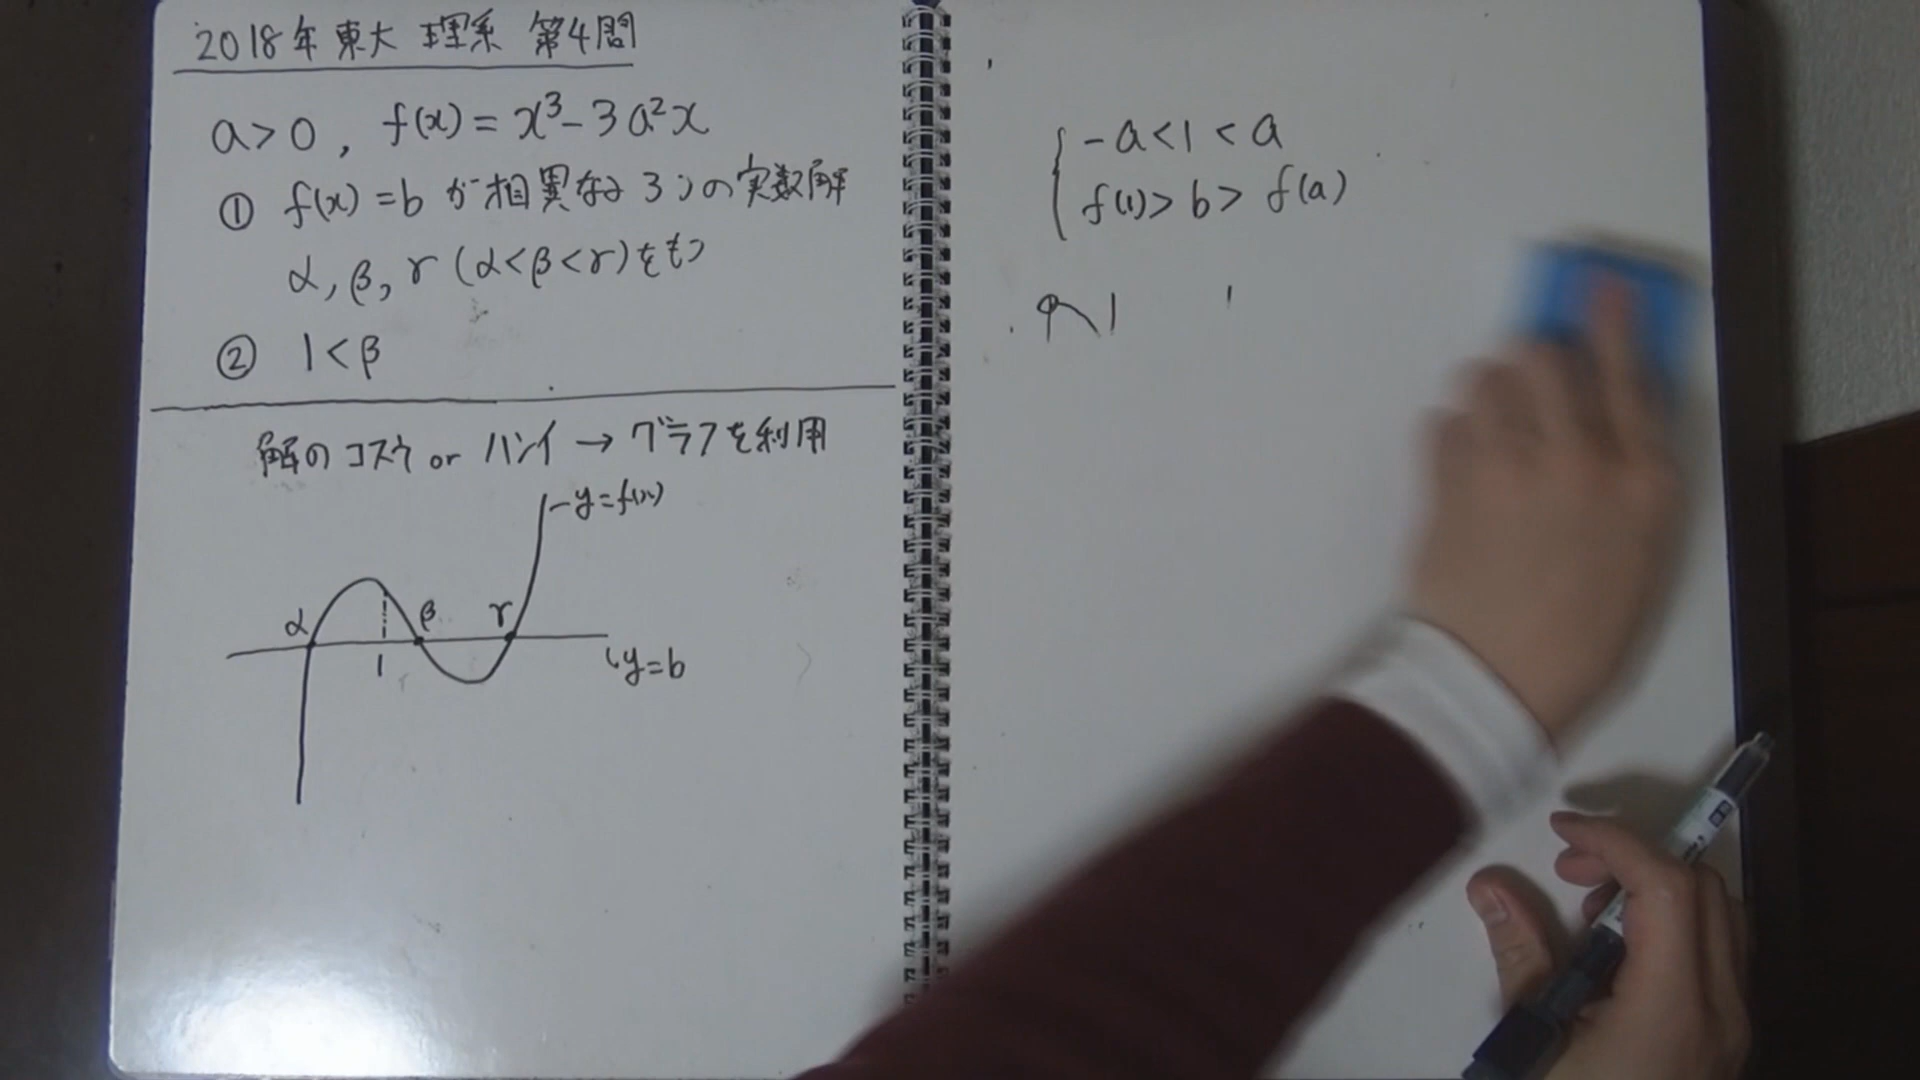 2018年 東大 理系 第4問
a>0, f(x)=x³-3a²x
① f(x)=b が相異なる3つの実数解
α, β, γ (α<β<γ)をもつ
② 1<β
解のコスウ or ハンイ → グラフを利用
y=f(x)
α β γ
1
y=b
-a<1<a
f(1)>b>f(a)